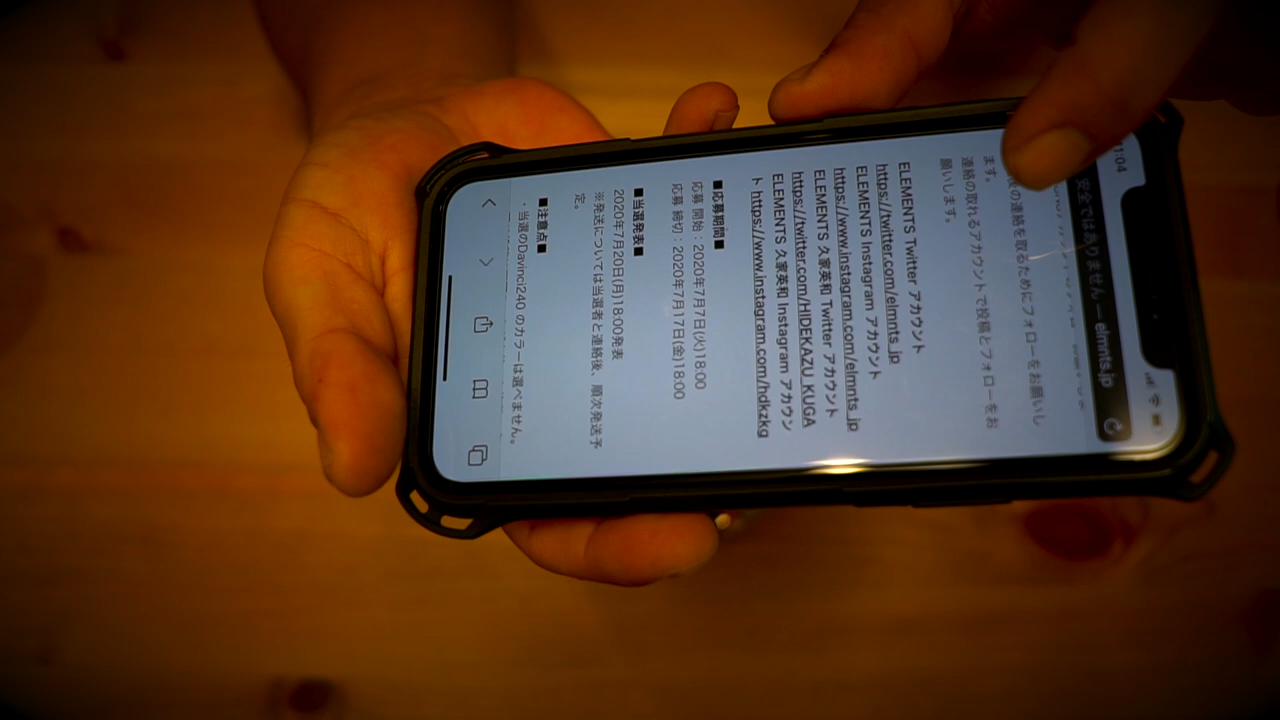 1:04
安全ではありません — elmnts.jp
後の連絡を取るためにフォローをお願いし
ます。
連絡の取れるアカウントで投稿とフォローをお
願いします。
ELEMENTS Twitter アカウント
https://twitter.com/elmnts_jp
ELEMENTS Instagram アカウント
https://www.instagram.com/elmnts_jp
ELEMENTS 久家英和 Twitter アカウント
https://twitter.com/HIDEKAZU_KUGA
ELEMENTS 久家英和 Instagram アカウン
ト https://www.instagram.com/hdkzkg
■応募期間■
応募 開始：2020年7月7日(火)18:00
応募 締切：2020年7月17日(金)18:00
■当選発表■
2020年7月20日(月)18:00発表
※発送については当選者と連絡後、順次発送予
定。
■注意点■
・当選のDavinci240 のカラーは選べません。